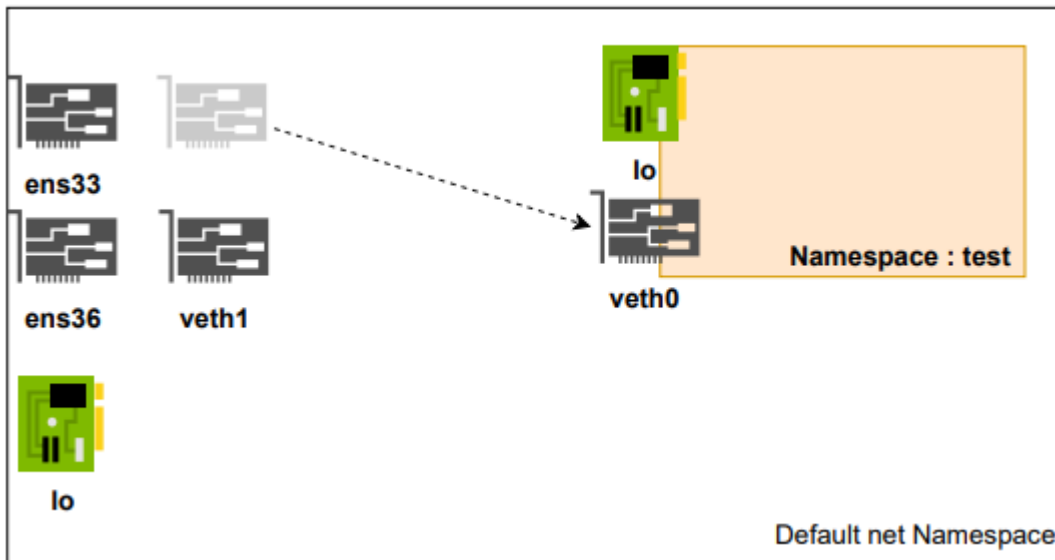 lo
ens33
Namespace : test
ens36
veth1
veth0
lo
Default net Namespace